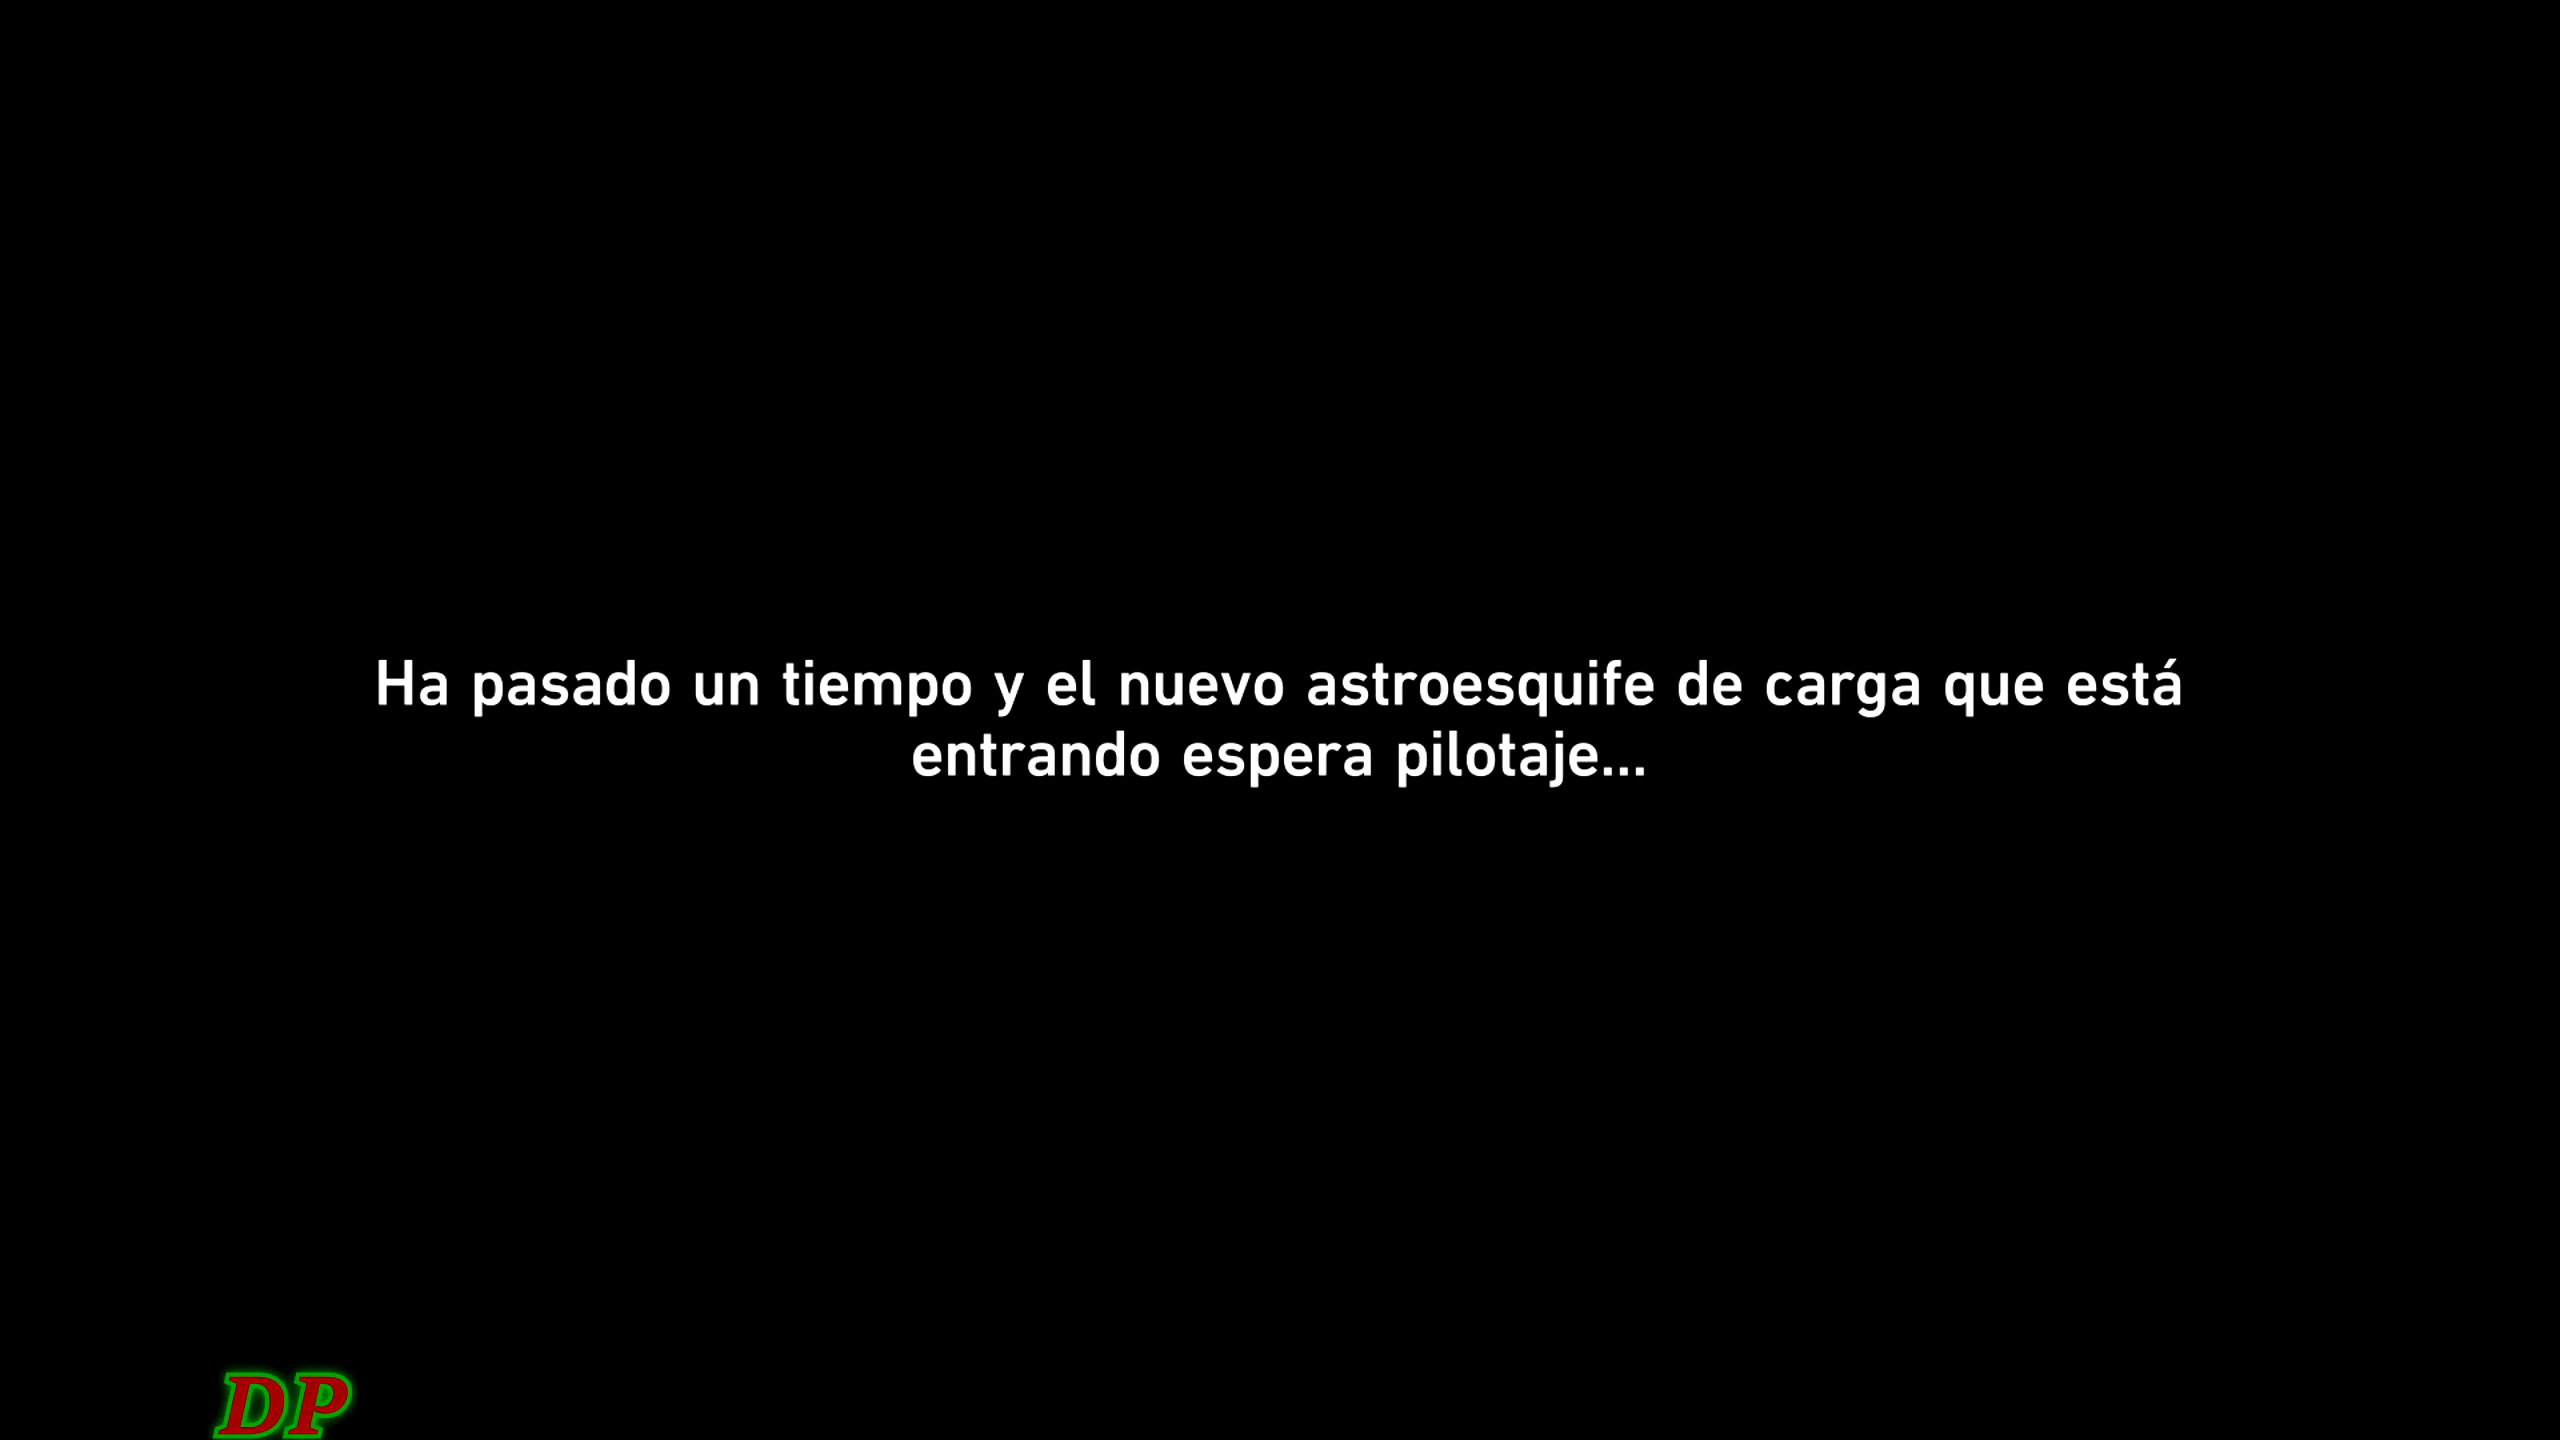 Ha pasado un tiempo y el nuevo astroesquife de carga que está
entrando espera pilotaje...
DP